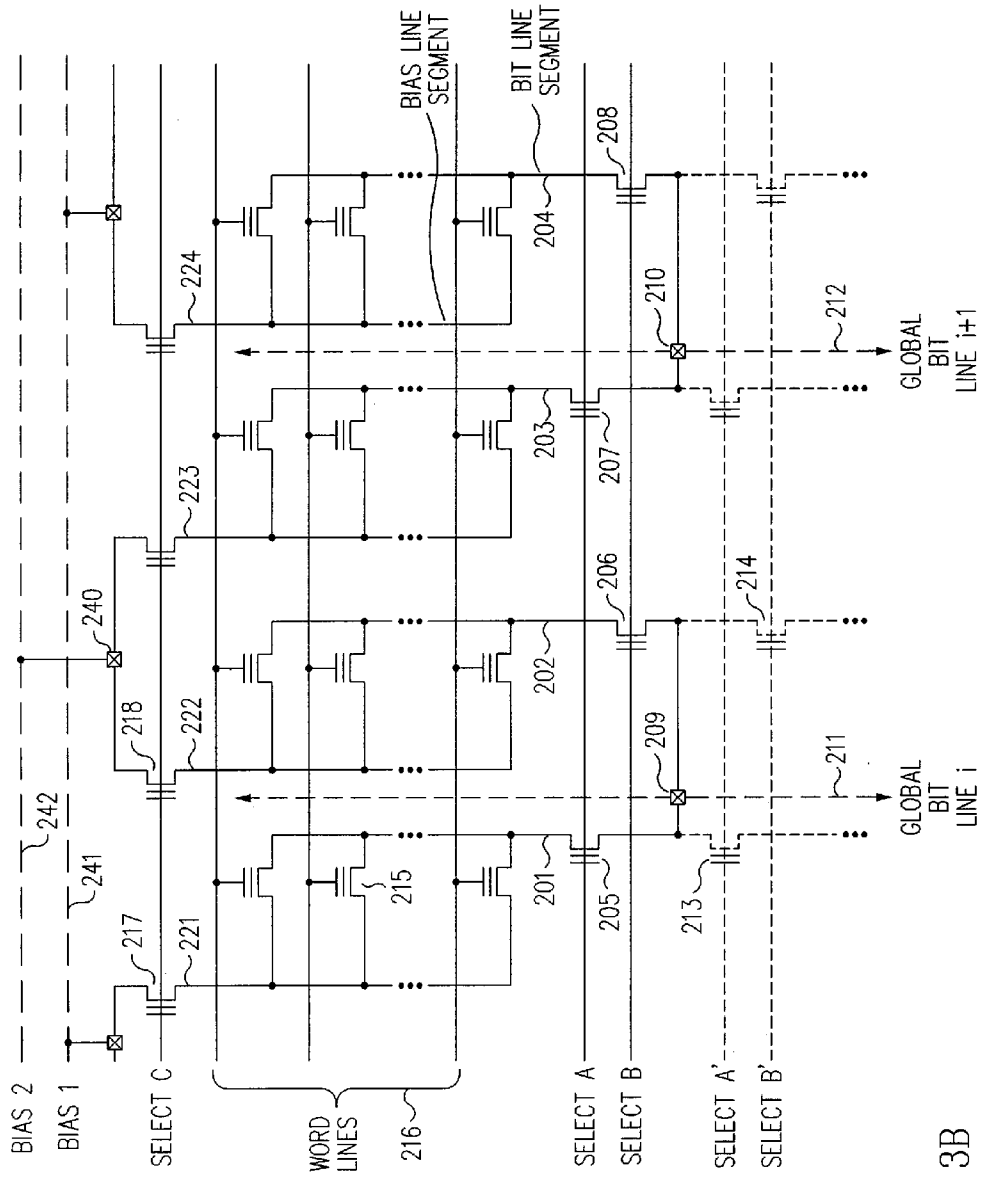 BIAS 2
BIAS 1
SELECT C
WORD
LINES
216
SELECT A
SELECT B
SELECT A'
SELECT B'
242
241
240
217
218
221
222
223
224
BIAS LINE
SEGMENT
BIT LINE
SEGMENT
215
201
202
203
204
205
206
207
208
209
210
213
214
211
212
GLOBAL
BIT
LINE i
GLOBAL
BIT
LINE i+1
3B